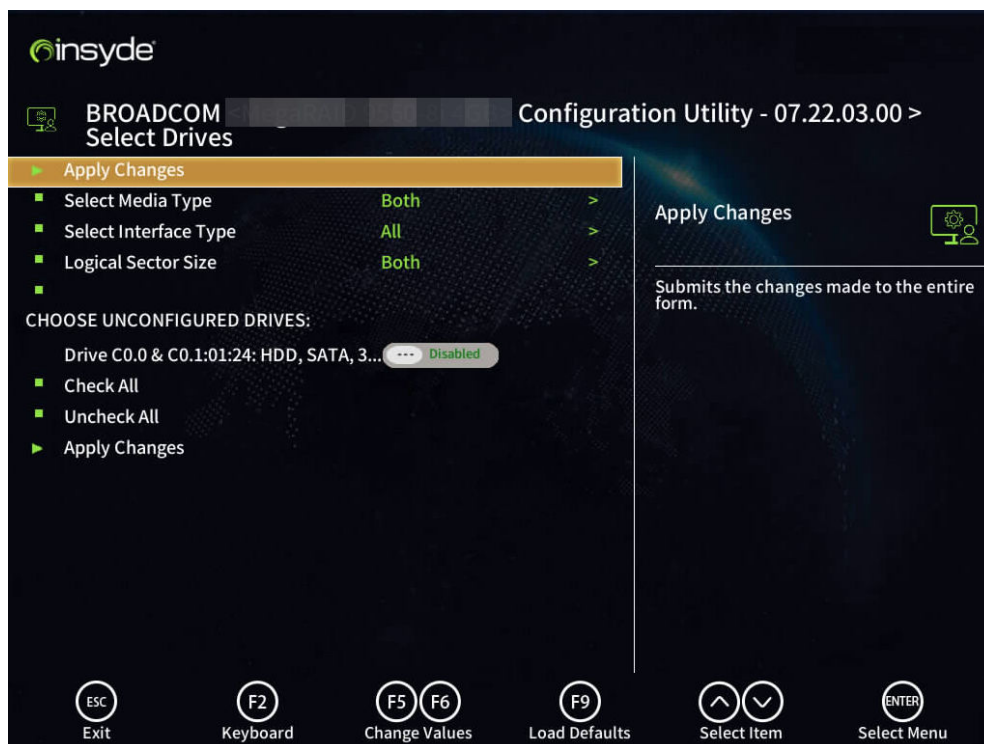 insyde
BROADCOM Configuration Utility - 07.22.03.00 >
Select Drives
Apply Changes
Select Media Type Both >
Select Interface Type All >
Logical Sector Size Both >
CHOOSE UNCONFIGURED DRIVES:
Drive C0.0 & C0.1:01:24: HDD, SATA, 3... Disabled
Check All
Uncheck All
Apply Changes
Apply Changes
Submits the changes made to the entire
form.
ESC F2 F5 F6 F9 ENTER
Exit Keyboard Change Values Load Defaults Select Item Select Menu